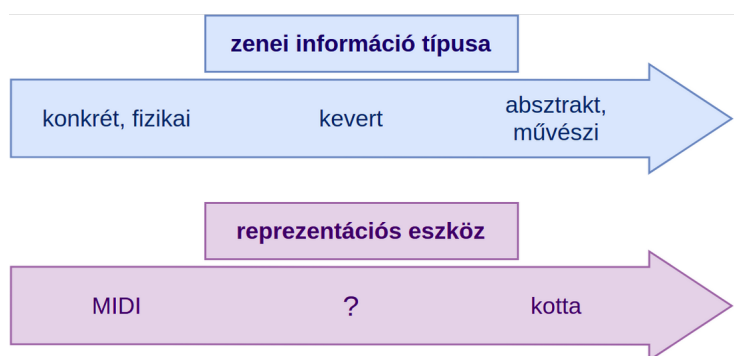 zenei információ típusa
konkrét, fizikai
kevert
absztrakt,
művészi
reprezentációs eszköz
MIDI
?
kotta